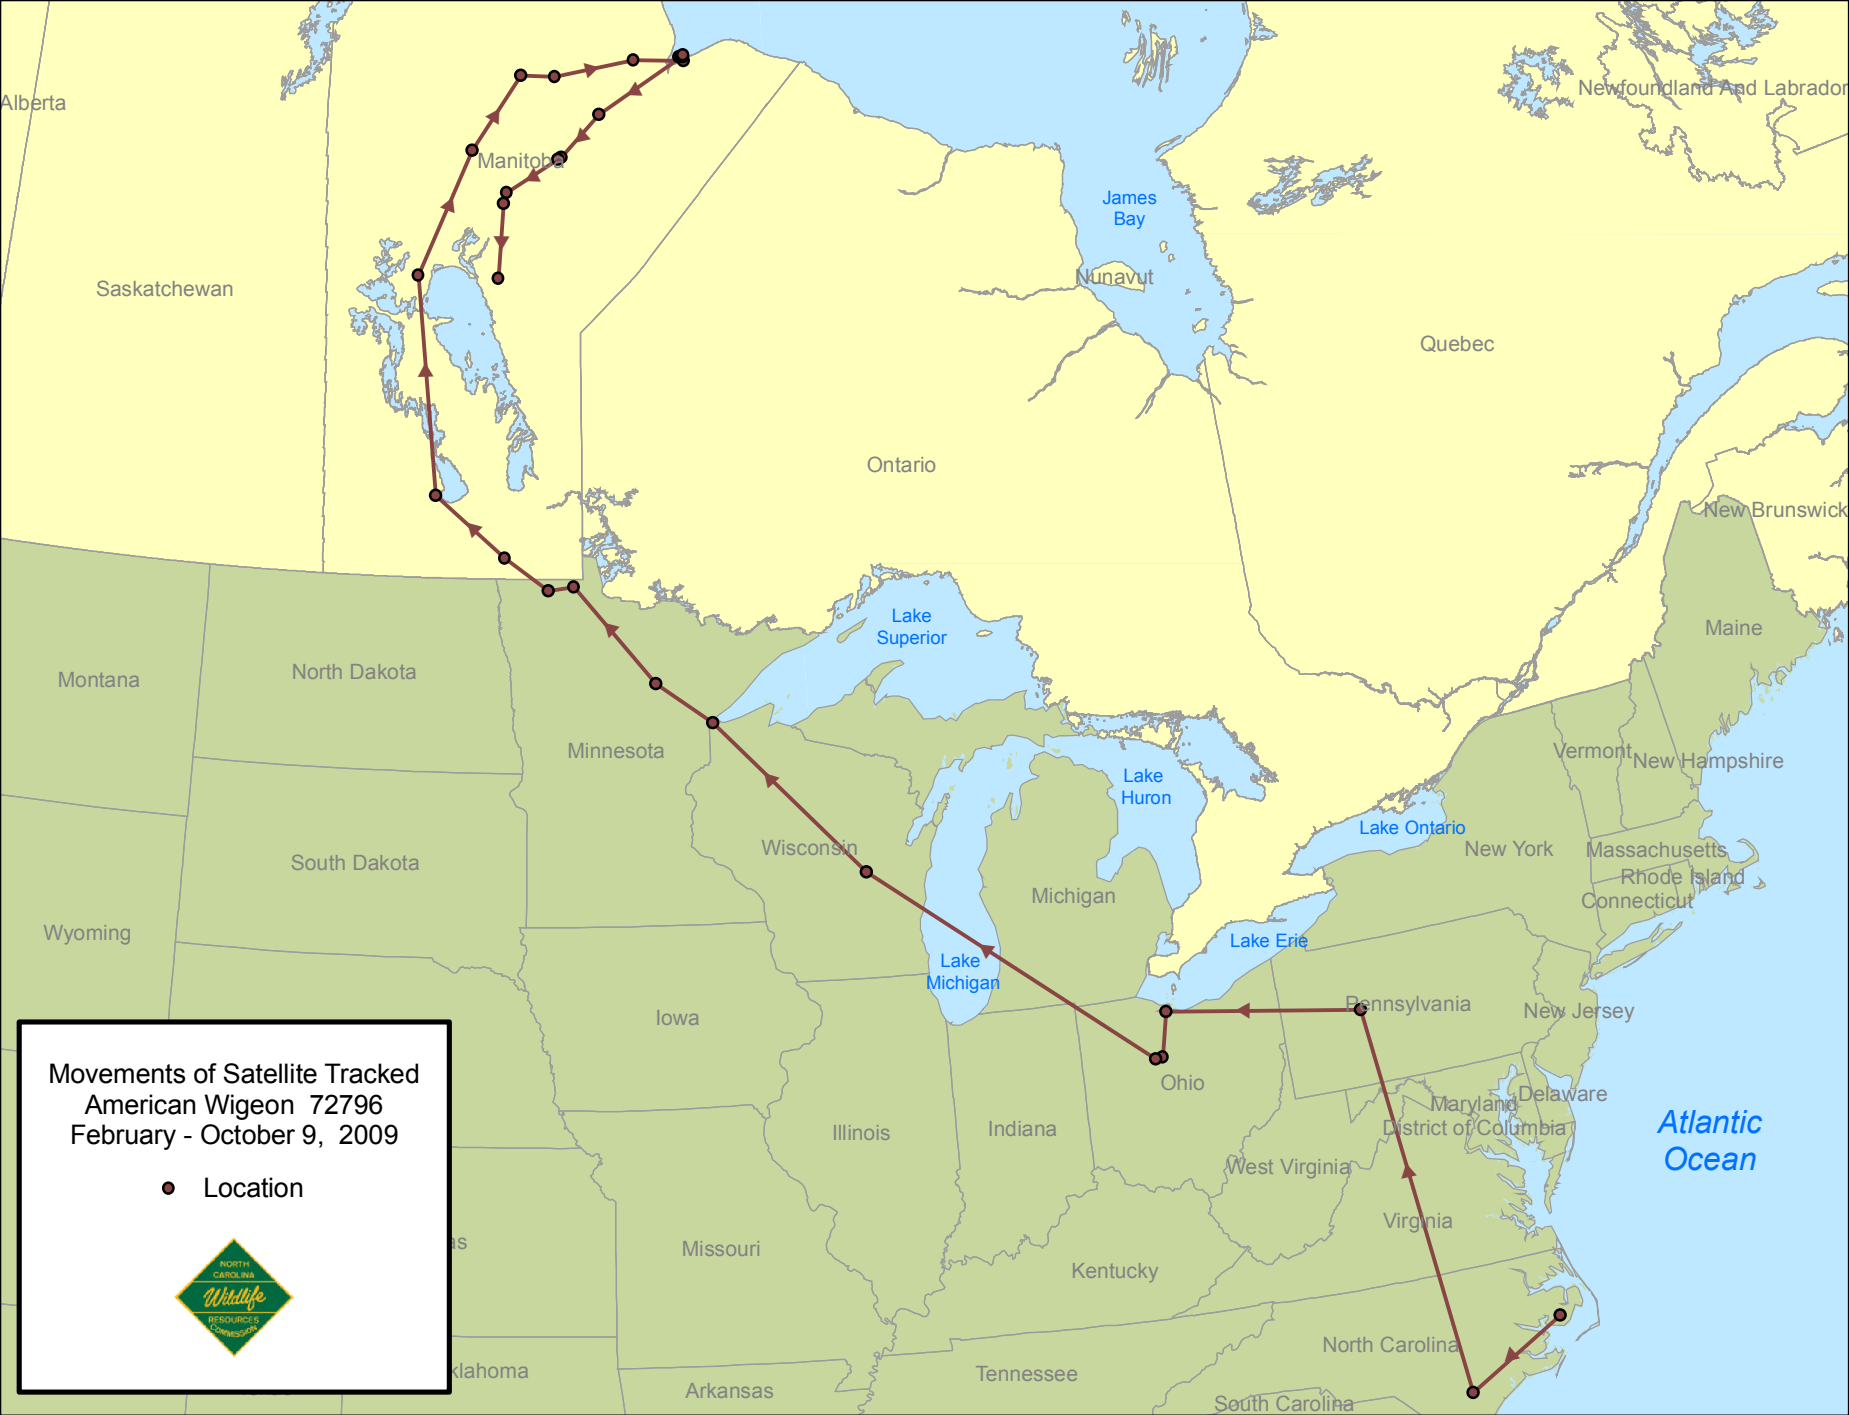 Alberta
Newfoundland And Labrador
Manitoba
James
Bay
Nunavut
Saskatchewan
Quebec
Ontario
New Brunswick
Lake
Superior
Maine
Montana
North Dakota
Minnesota
Vermont
New Hampshire
Lake
Huron
Lake Ontario
Wisconsin
New York
Massachusetts
South Dakota
Rhode Island
Michigan
Connecticut
Wyoming
Lake Erie
Lake
Michigan
Pennsylvania
New Jersey
Iowa
Ohio
Delaware
Maryland
District of Columbia
Illinois
Indiana
Atlantic
Ocean
West Virginia
Virginia
Missouri
Kentucky
North Carolina
Tennessee
Arkansas
South Carolina
as
klahoma
Movements of Satellite Tracked
American Wigeon 72796
February - October 9, 2009
Location
NORTH
CAROLINA
Wildlife
RESOURCES
COMMISSION